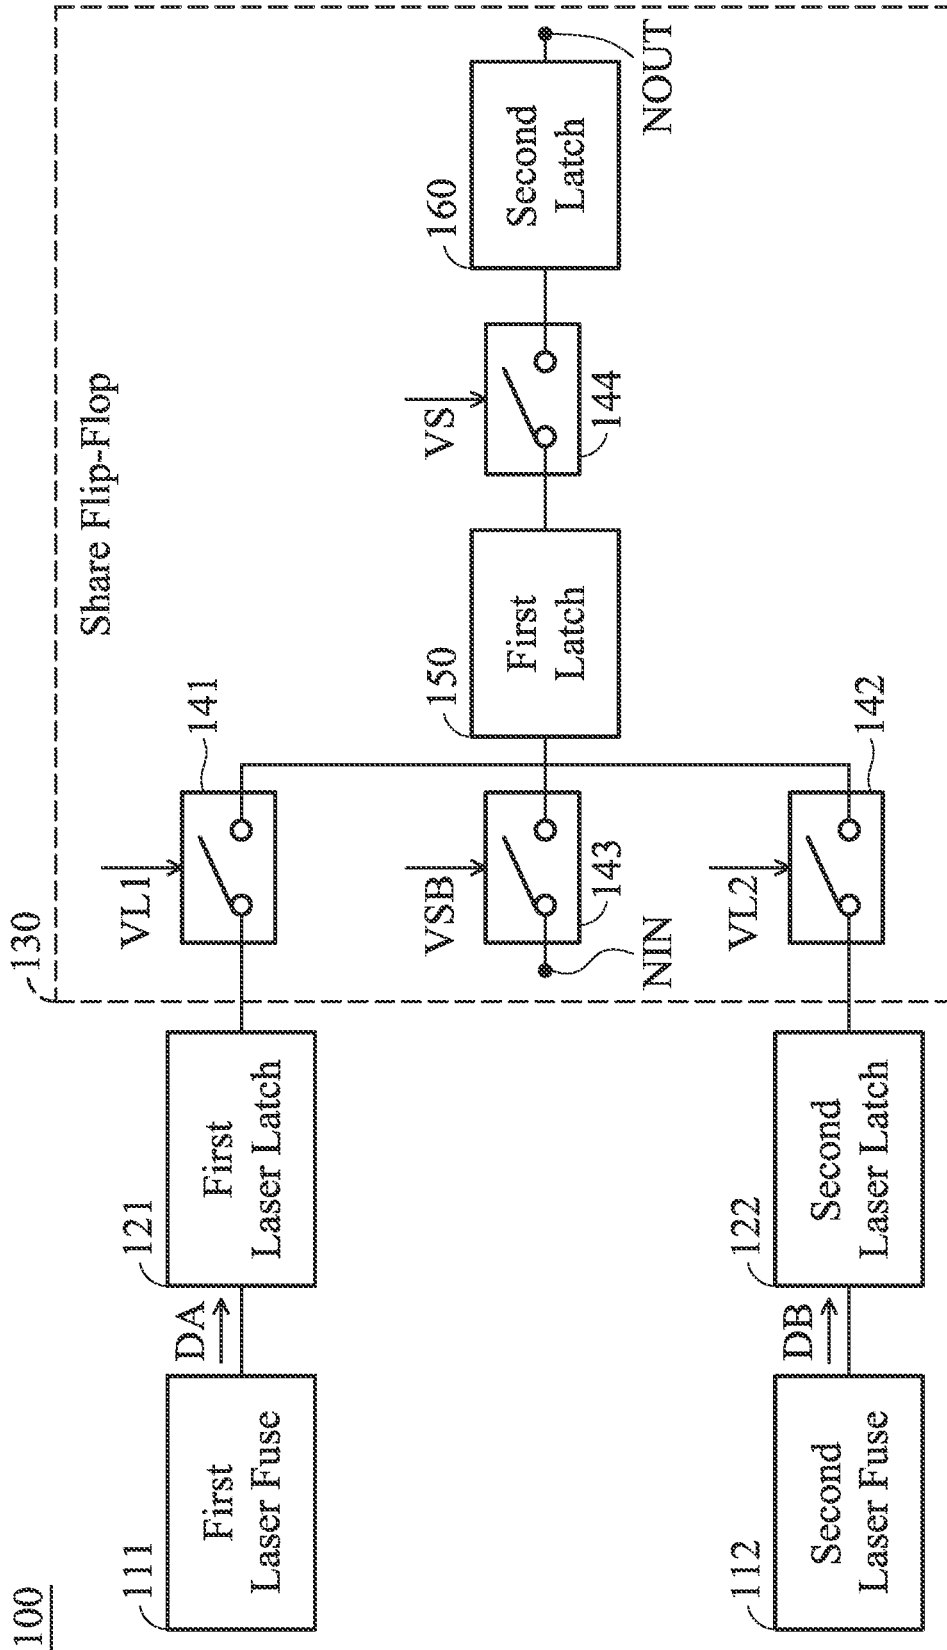 100
130
Share Flip-Flop
111
First
Laser Fuse
DA
121
First
Laser Latch
VL1
141
VSB
143
NIN
150
First
Latch
VS
144
160
Second
Latch
NOUT
112
Second
Laser Fuse
DB
122
Second
Laser Latch
VL2
142